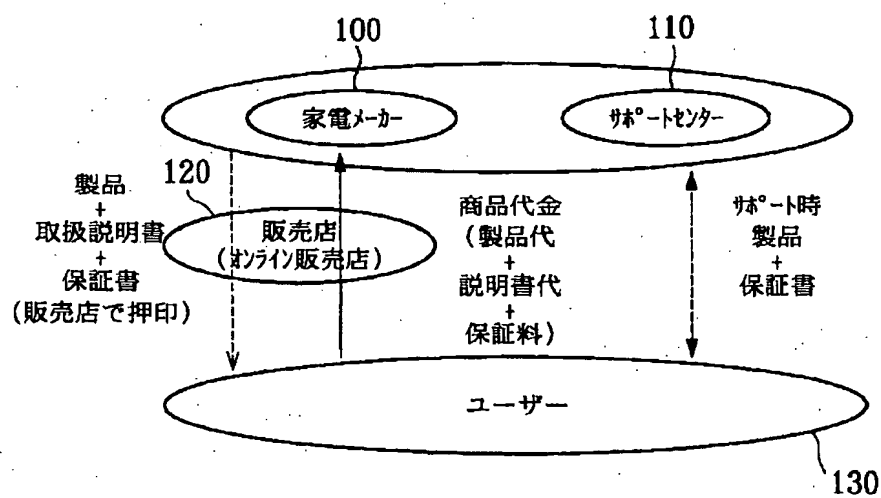 100
110
家電メーカー
サポートセンター
120
製品
+
取扱説明書
+
保証書
(販売店で押印)
販売店
(オンライン販売店)
商品代金
(製品代
+
説明書代
+
保証料)
サポート時
製品
+
保証書
ユーザー
130